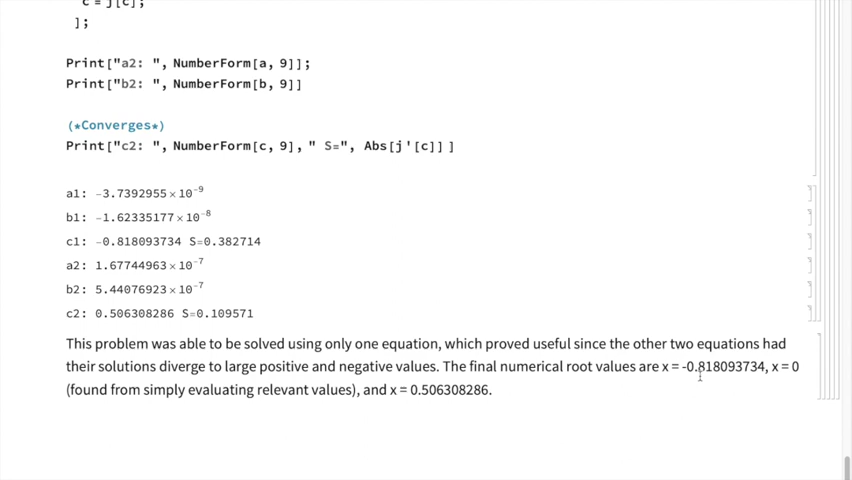 c = j[c];
];
Print["a2: ", NumberForm[a, 9]];
Print["b2: ", NumberForm[b, 9]]
(*Converges*)
Print["c2: ", NumberForm[c, 9], " S=", Abs[j'[c]] ]
a1: -3.7392955×10⁻⁹
b1: -1.62335177×10⁻⁸
c1: -0.818093734 S=0.382714
a2: 1.67744963×10⁻⁷
b2: 5.44076923×10⁻⁷
c2: 0.506308286 S=0.109571
This problem was able to be solved using only one equation, which proved useful since the other two equations had
their solutions diverge to large positive and negative values. The final numerical root values are x = -0.818093734, x = 0
(found from simply evaluating relevant values), and x = 0.506308286.